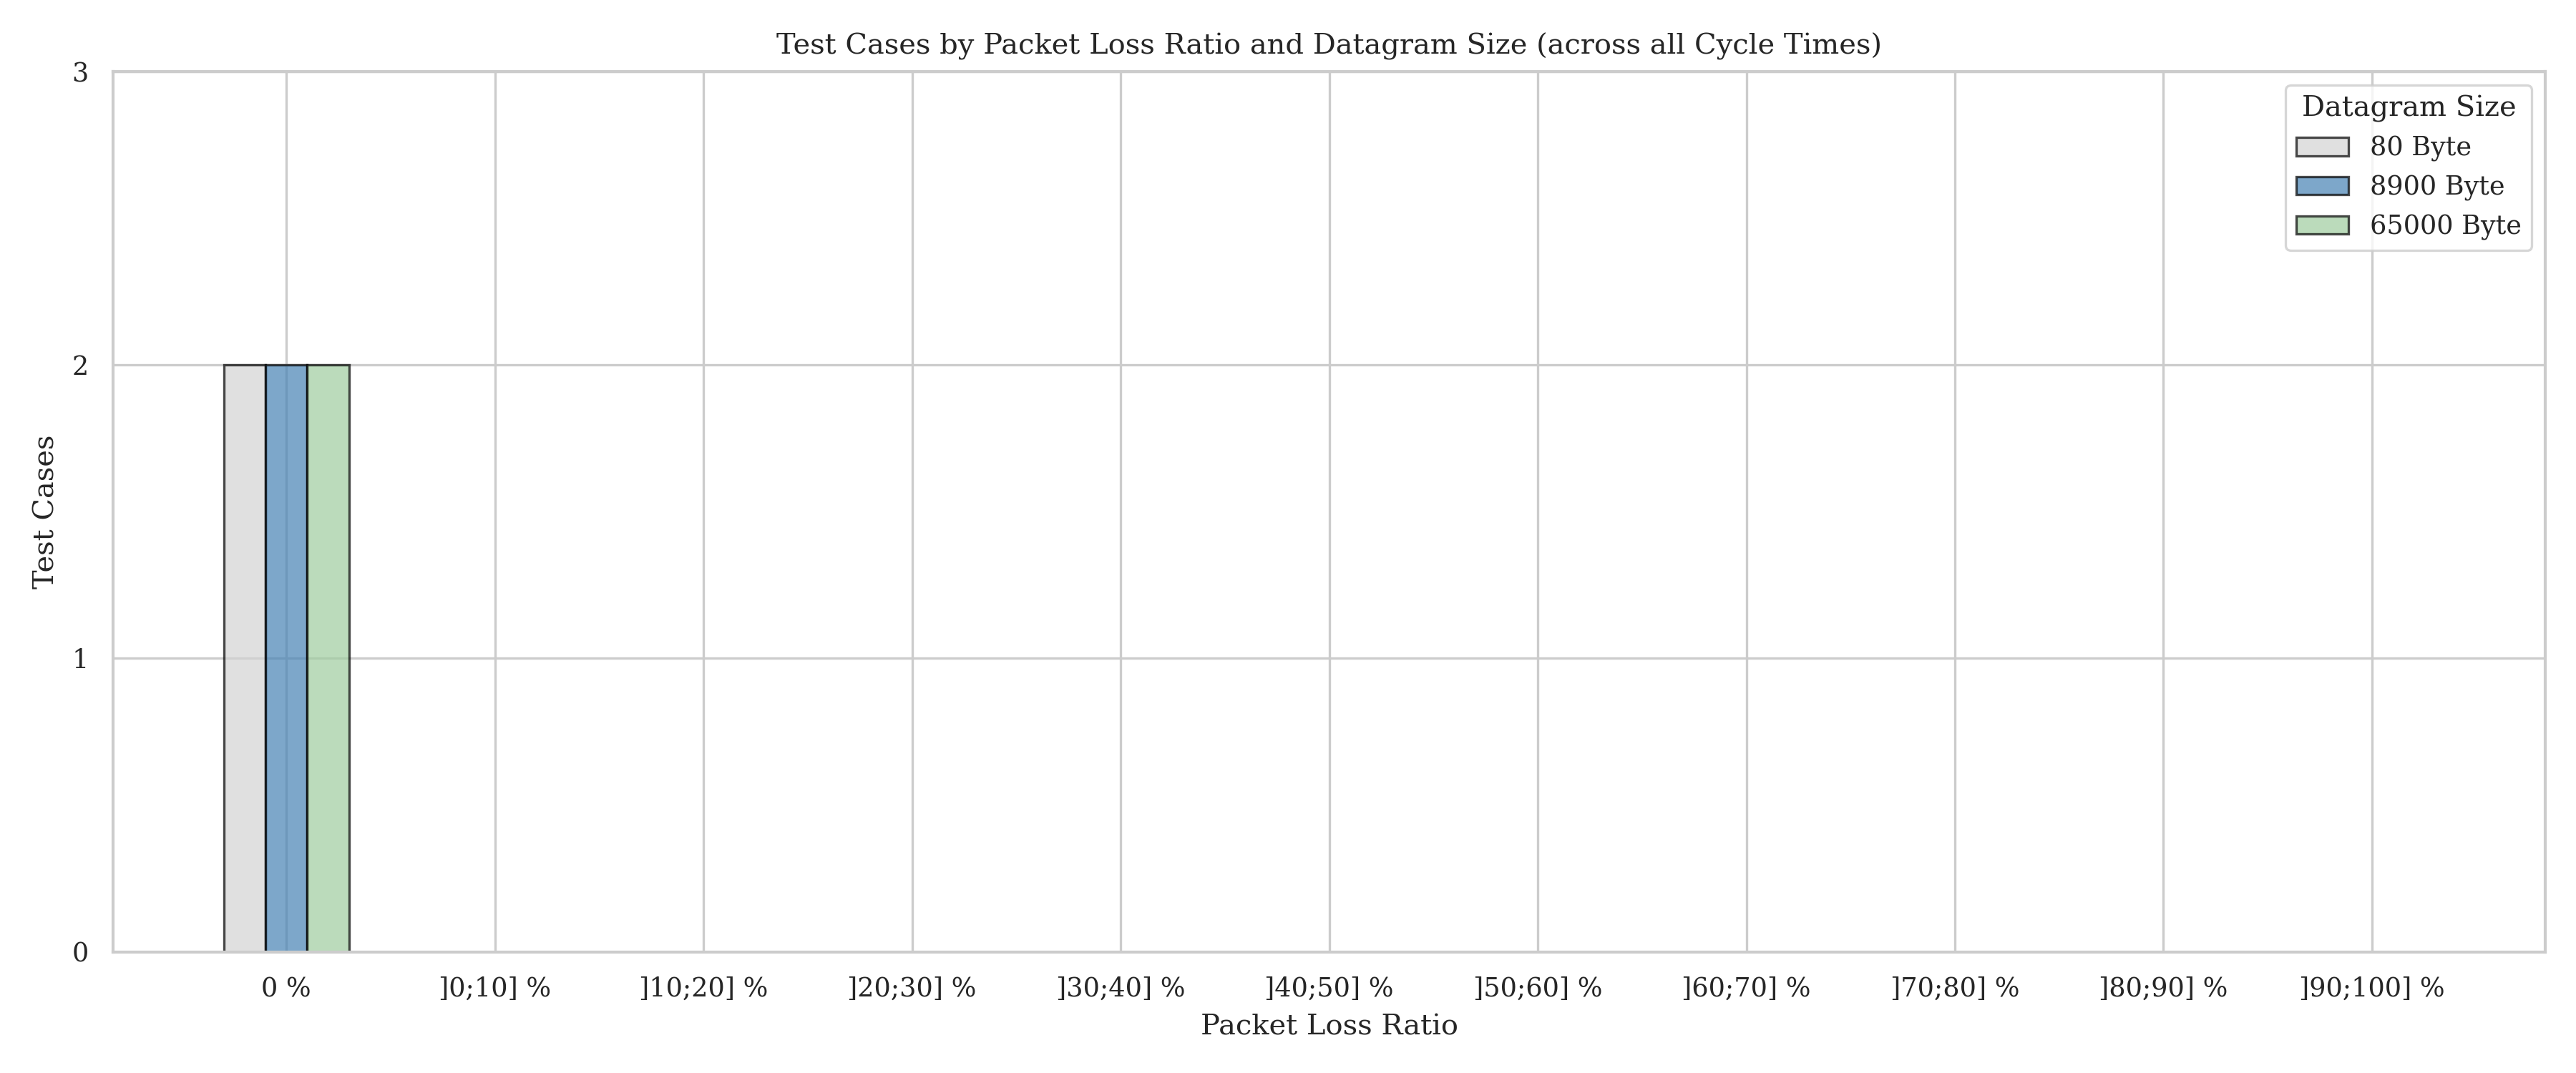 Test Cases by Packet Loss Ratio and Datagram Size (across all Cycle Times)
3
2
1
0
Test Cases
Datagram Size
80 Byte
8900 Byte
65000 Byte
0 % ]0;10] % ]10;20] % ]20;30] % ]30;40] % ]40;50] % ]50;60] % ]60;70] % ]70;80] % ]80;90] % ]90;100] %
Packet Loss Ratio